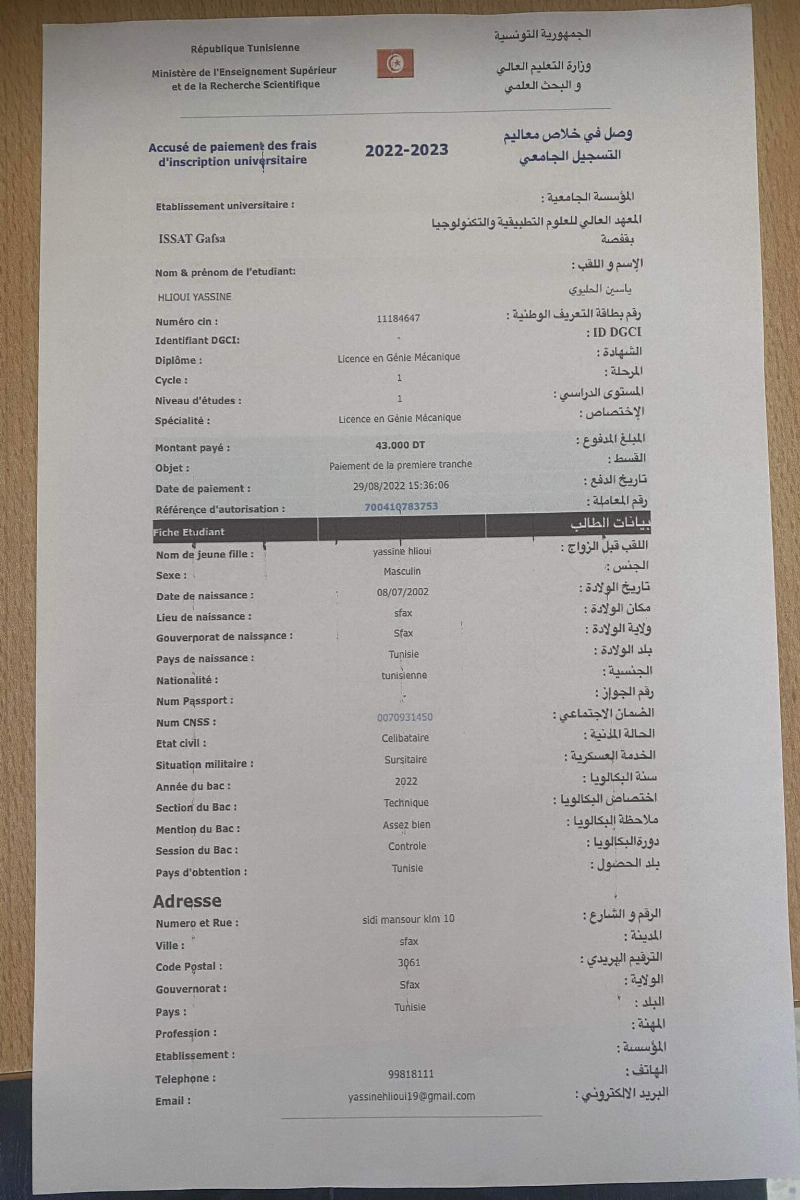 République Tunisienne
الجمهورية التونسية
Ministère de l'Enseignement Supérieur
et de la Recherche Scientifique
وزارة التعليم العالي
و البحث العلمي
Accusé de paiement des frais
d'inscription universitaire
2022-2023
وصل في خلاص معاليم
التسجيل الجامعي
Etablissement universitaire :
المؤسسة الجامعية :
ISSAT Gafsa
المعهد العالي للعلوم التطبيقية والتكنولوجيا
بقفصة
Nom & prénom de l'etudiant:
الإسم و اللقب :
HLIOUI YASSINE
ياسين الحليوي
Numéro cin : 11184647 رقم بطاقة التعريف الوطنية :
Identifiant DGCI: - ID DGCI :
Diplôme : Licence en Génie Mécanique الشهادة :
Cycle : 1 المرحلة :
Niveau d'études : 1 المستوى الدراسي :
Spécialité : Licence en Génie Mécanique الإختصاص :
Montant payé : 43.000 DT المبلغ المدفوع :
Objet : Paiement de la premiere tranche القسط :
Date de paiement : 29/08/2022 15:36:06 تاريخ الدفع :
Référence d'autorisation : 700410783753 رقم المعاملة :
Fiche Etudiant بيانات الطالب
Nom de jeune fille : yassine hlioui اللقب قبل الزواج :
Sexe : Masculin الجنس :
Date de naissance : 08/07/2002 تاريخ الولادة :
Lieu de naissance : sfax مكان الولادة :
Gouvernorat de naissance : Sfax ولاية الولادة :
Pays de naissance : Tunisie بلد الولادة :
Nationalité : tunisienne الجنسية :
Num Passport : - رقم الجواز :
Num CNSS : 0070931450 الضمان الاجتماعي :
Etat civil : Celibataire الحالة المدنية :
Situation militaire : Sursitaire الخدمة العسكرية :
Année du bac : 2022 سنة البكالويا :
Section du Bac : Technique اختصاص البكالويا :
Mention du Bac : Assez bien ملاحظة البكالويا :
Session du Bac : Controle دورةالبكالويا :
Pays d'obtention : Tunisie بلد الحصول :
Adresse
Numero et Rue : sidi mansour klm 10 الرقم و الشارع :
Ville : sfax المدينة :
Code Postal : 3061 الترقيم البريدي :
Gouvernorat : Sfax الولاية :
Pays : Tunisie البلد :
Profession : المهنة :
Etablissement : المؤسسة :
Telephone : 99818111 الهاتف :
Email : yassinehlioui19@gmail.com البريد الالكتروني :